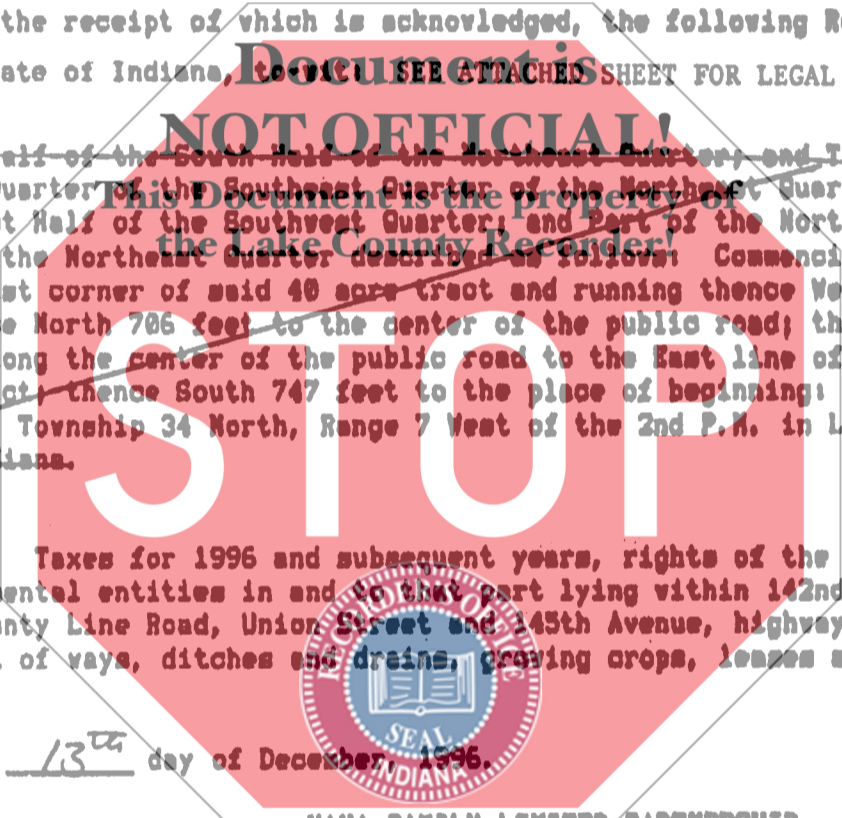 the receipt of which is acknowledged, the following R
ate of Indiana, to-wit: SEE ATTACHED SHEET FOR LEGAL
Document is
NOT OFFICIAL!
alf of the South Half of the Northeast Quarter; and T
This Document is the property of
uarter of the Southeast Quarter of the Quar
t Half of the Southwest Quarter; and Part of the Nort
the Lake County Recorder!
the Northeast Quarter described as follows: Commenci
st corner of said 40 acre tract and running thence We
e North 706 feet to the center of the public road; th
ong the center of the public road to the East line of
ct thence South 747 feet to the place of beginning:
Township 34 North, Range 7 West of the 2nd P.M. in L
diana.
STOP
Taxes for 1996 and subsequent years, rights of the
mental entities in and to that part lying within 142nd
nty Line Road, Union Street and 145th Avenue, highway
of ways, ditches and drains, growing crops, leases a
RECORDER'S OFFICE
SEAL
INDIANA
13th day of December, 1996.